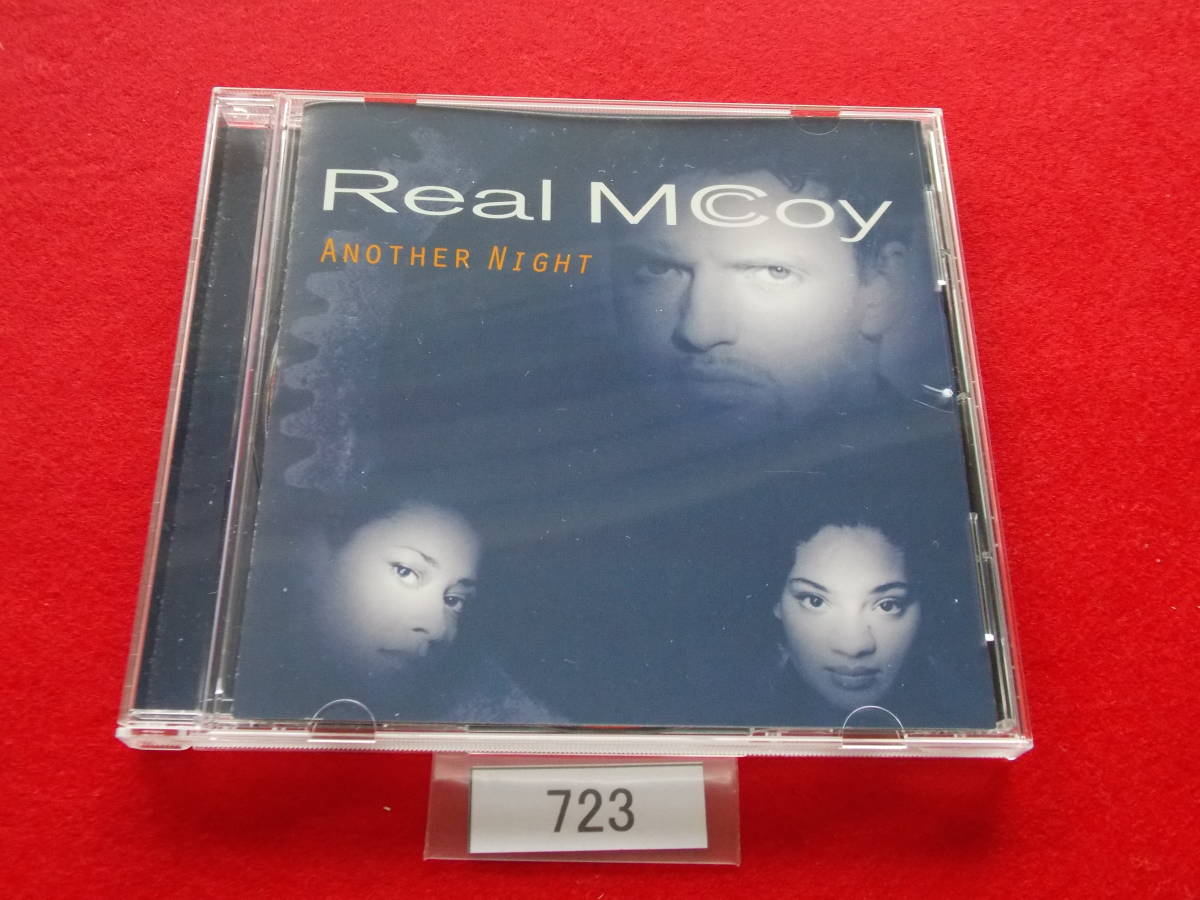 Real McCoy
ANOTHER NIGHT
723